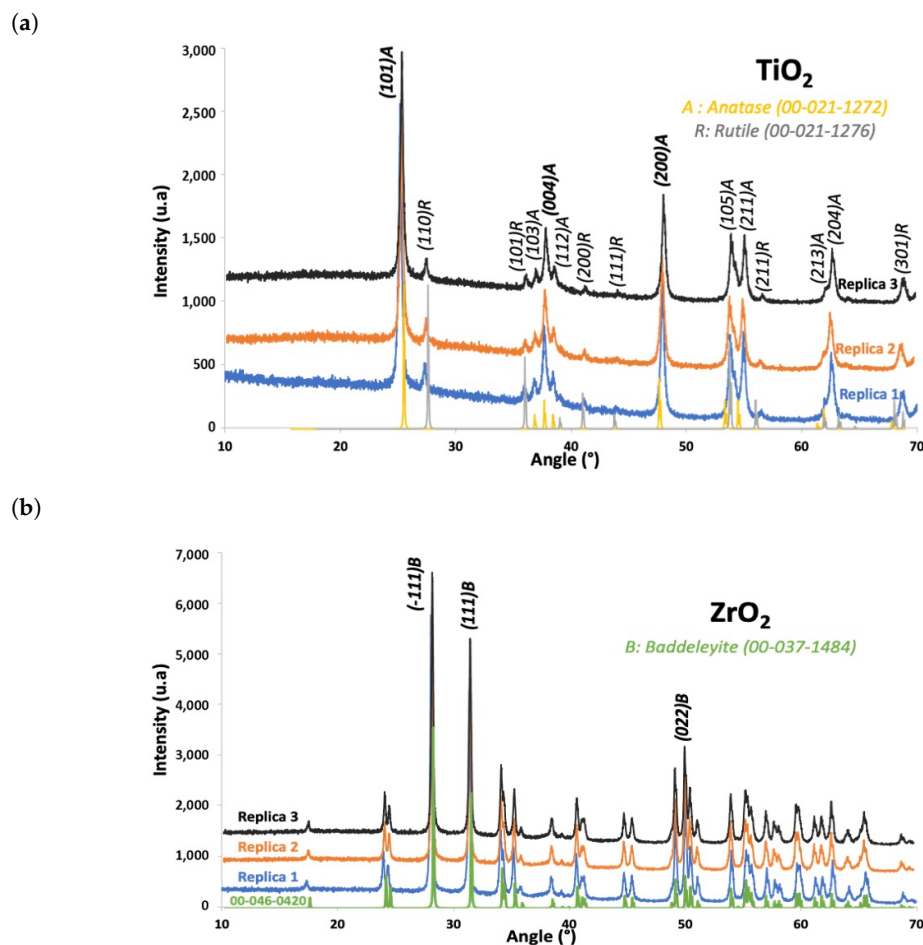 (a)
TiO2
A : Anatase (00-021-1272)
R: Rutile (00-021-1276)
Intensity (u.a)
3,000
2,500
2,000
1,500
1,000
500
0
(101)A
(110)R
(101)R
(103)A
(004)A
(112)A
(200)R
(111)R
(200)A
(105)A
(211)A
(211)R
(213)A
(204)A
(301)R
Replica 3
Replica 2
Replica 1
10 20 30 40 50 60 70
Angle (°)
(b)
ZrO2
B: Baddeleyite (00-037-1484)
Intensity (u.a)
7,000
6,000
5,000
4,000
3,000
2,000
1,000
0
(-111)B
(111)B
(022)B
Replica 3
Replica 2
Replica 1
00-046-0420
10 20 30 40 50 60 70
Angle (°)